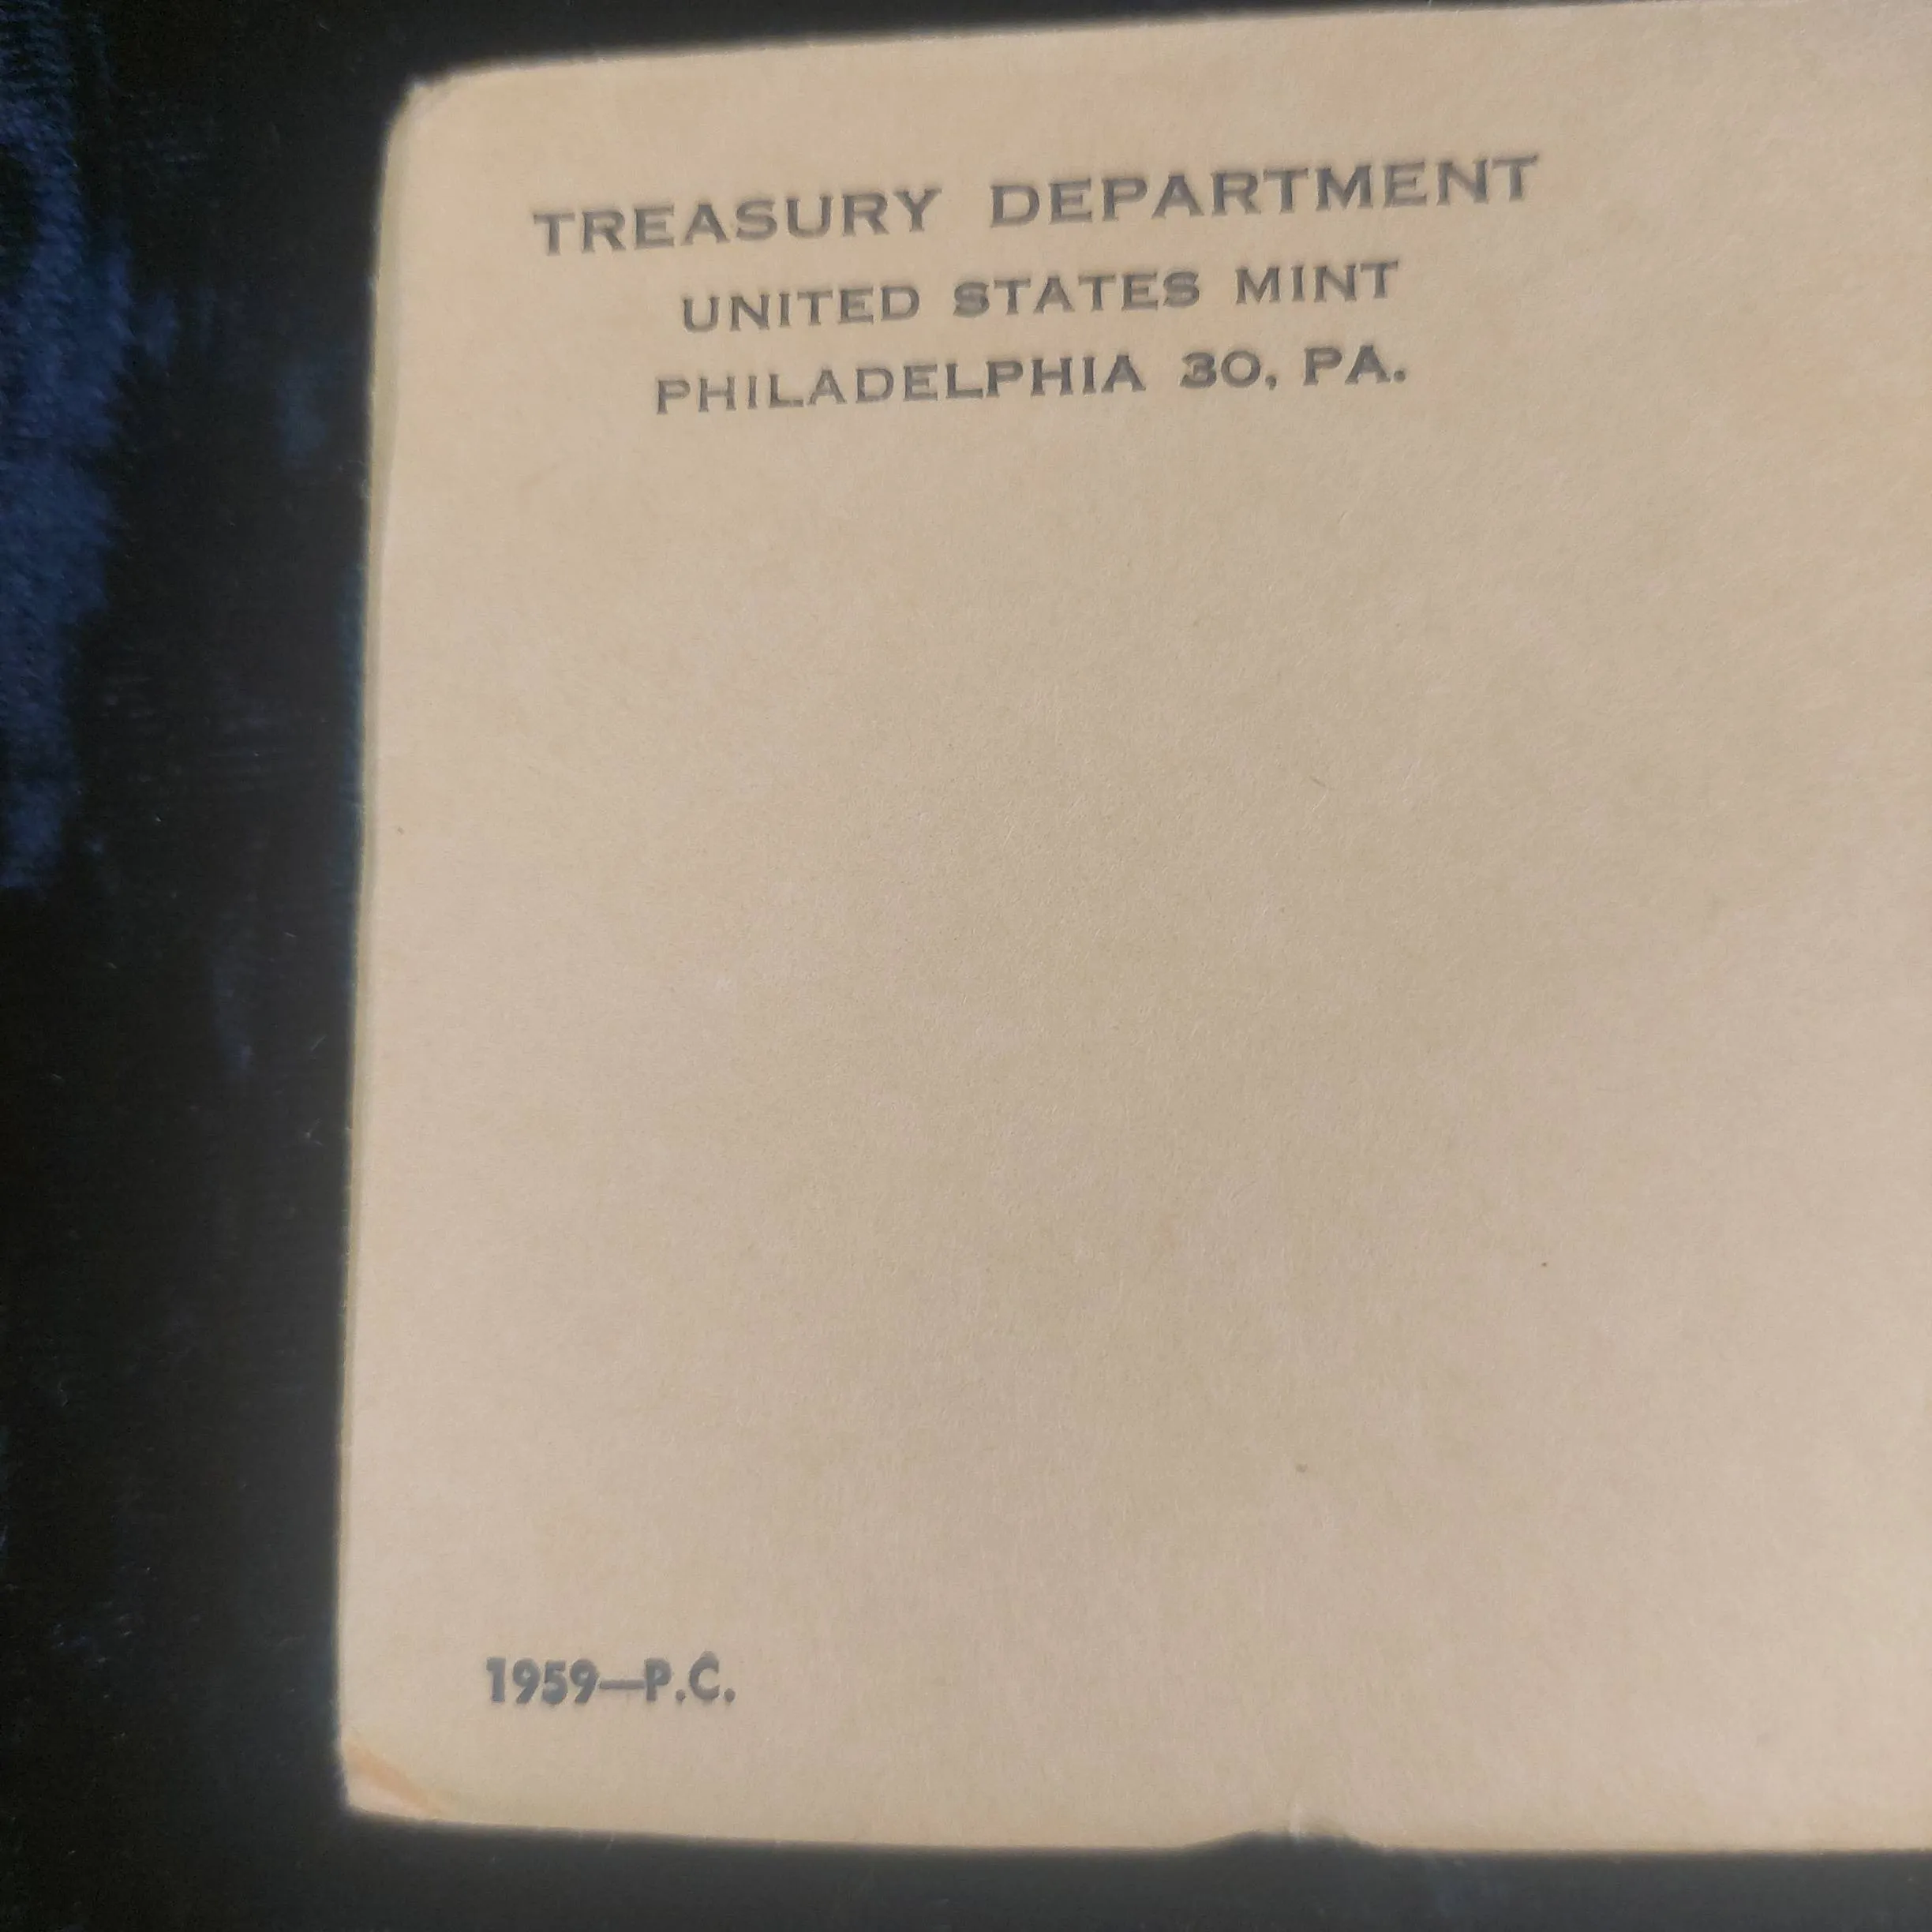 TREASURY DEPARTMENT
UNITED STATES MINT
PHILADELPHIA 30, PA.
1959—P.C.